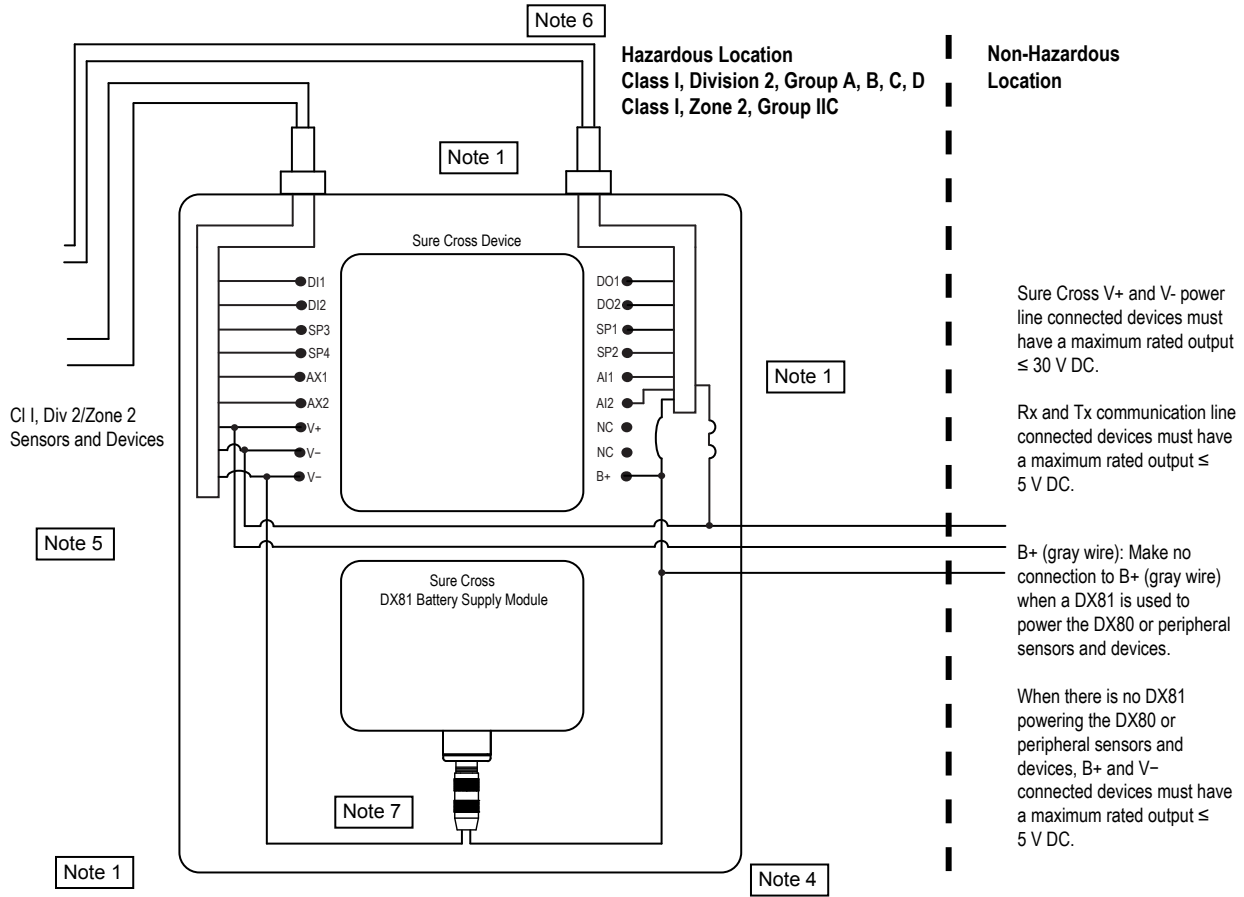 Note 6
Hazardous Location
Class I, Division 2, Group A, B, C, D
Class I, Zone 2, Group IIC
Non-Hazardous
Location
Note 1
Sure Cross Device
DI1
DI2
SP3
SP4
AX1
AX2
V+
V−
V−
DO1
DO2
SP1
SP2
AI1
AI2
NC
NC
B+
Note 1
Cl I, Div 2/Zone 2
Sensors and Devices
Sure Cross V+ and V- power
line connected devices must
have a maximum rated output
≤ 30 V DC.
Rx and Tx communication line
connected devices must have
a maximum rated output ≤
5 V DC.
Note 5
B+ (gray wire): Make no
connection to B+ (gray wire)
when a DX81 is used to
power the DX80 or peripheral
sensors and devices.
When there is no DX81
powering the DX80 or
peripheral sensors and
devices, B+ and V−
connected devices must have
a maximum rated output ≤
5 V DC.
Sure Cross
DX81 Battery Supply Module
Note 7
Note 1
Note 4